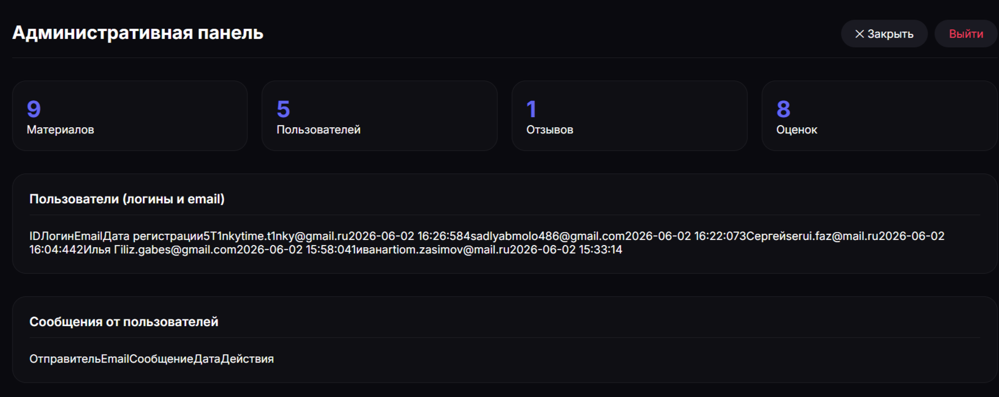 Административная панель
× Закрыть
Выйти
9
Материалов
5
Пользователей
1
Отзывов
8
Оценок
Пользователи (логины и email)
IDЛогинEmailДата регистрации5T1nkytime.t1nky@gmail.ru2026-06-02 16:26:584sadlyabmolo486@gmail.com2026-06-02 16:22:073Сергейserui.faz@mail.ru2026-06-02
16:04:442Илья Гiliz.gabes@gmail.com2026-06-02 15:58:041иванartiom.zasimov@mail.ru2026-06-02 15:33:14
Сообщения от пользователей
ОтправительEmailСообщениеДатаДействия